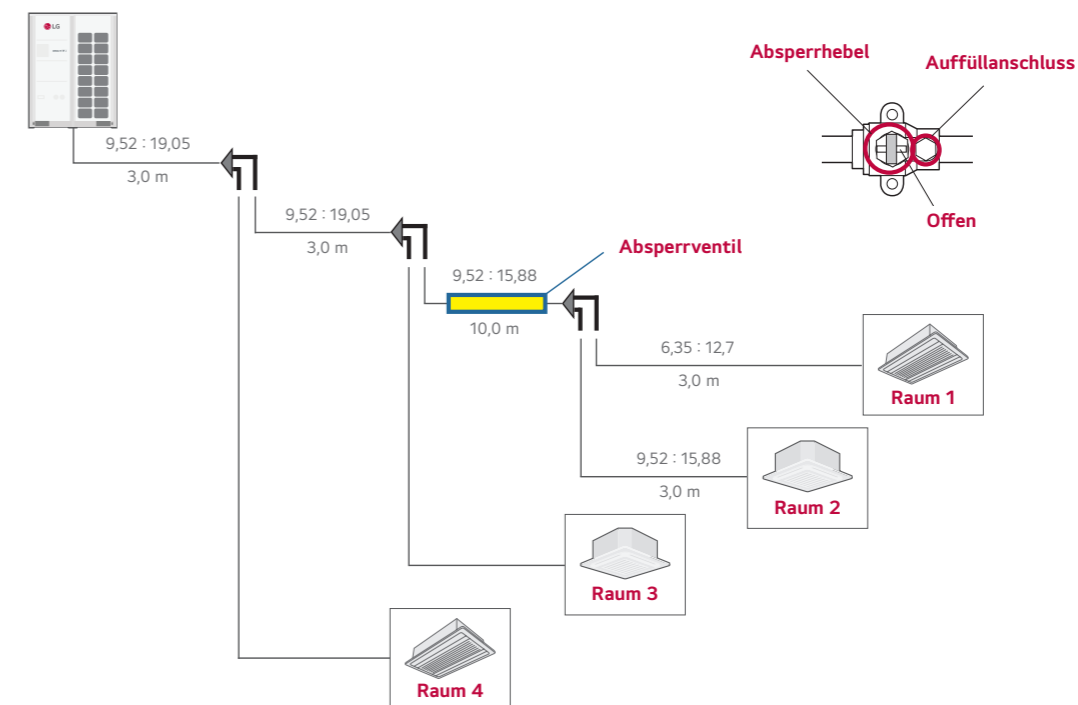 LG
Absperrhebel
Auffüllanschluss
Offen
9,52 : 19,05
3,0 m
9,52 : 19,05
3,0 m
Absperrventil
9,52 : 15,88
10,0 m
6,35 : 12,7
3,0 m
Raum 1
9,52 : 15,88
3,0 m
Raum 2
Raum 3
Raum 4